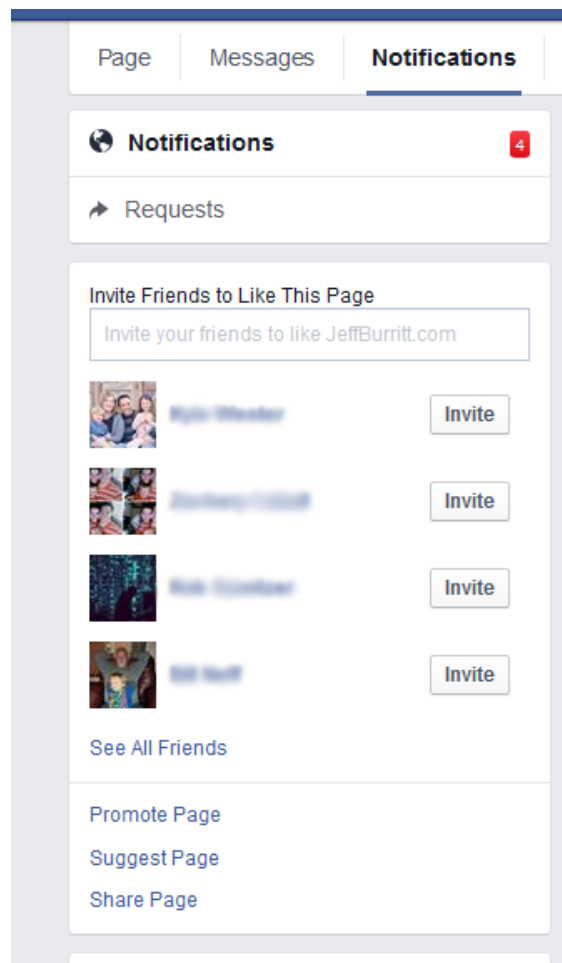 Page Messages Notifications
Notifications 4
Requests
Invite Friends to Like This Page
Invite your friends to like JeffBurritt.com
Invite
Invite
Invite
Invite
See All Friends
Promote Page
Suggest Page
Share Page